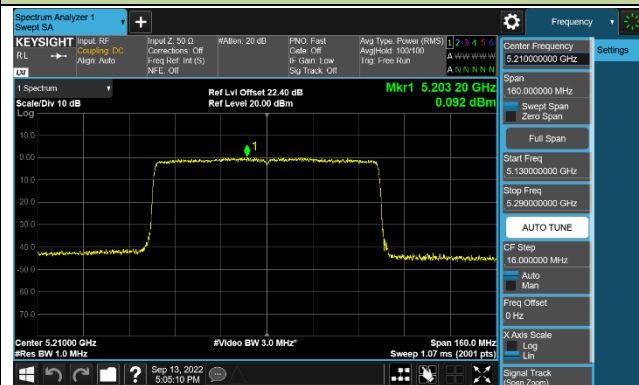 Spectrum Analyzer 1
Swept SA
Frequency
KEYSIGHT
RL
LXI
Input: RF
Coupling: DC
Align: Auto
Input Z: 50 Ω
Corrections: Off
Freq Ref: Int (S)
NFE: Off
#Atten: 20 dB
PNO: Fast
Gate: Off
IF Gain: Low
Sig Track: Off
Avg Type: Power (RMS)
Avg|Hold: 100/100
Trig: Free Run
1 2 3 4 5 6
A W W W W W
A N N N N N
1 Spectrum
Scale/Div 10 dB
Log
Ref Lvl Offset 22.40 dB
Ref Level 20.00 dBm
Mkr1 5.203 20 GHz
0.092 dBm
1
10.0
0.00
-10.0
-20.0
-30.0
-40.0
-50.0
-60.0
-70.0
Center 5.21000 GHz
#Res BW 1.0 MHz
#Video BW 3.0 MHz*
Span 160.0 MHz
Sweep 1.07 ms (2001 pts)
Center Frequency
5.210000000 GHz
Settings
Span
160.000000 MHz
Swept Span
Zero Span
Full Span
Start Freq
5.130000000 GHz
Stop Freq
5.290000000 GHz
AUTO TUNE
CF Step
16.000000 MHz
Auto
Man
Freq Offset
0 Hz
X Axis Scale
Log
Lin
Signal Track
(Span Zoom)
Sep 13, 2022
5:05:10 PM